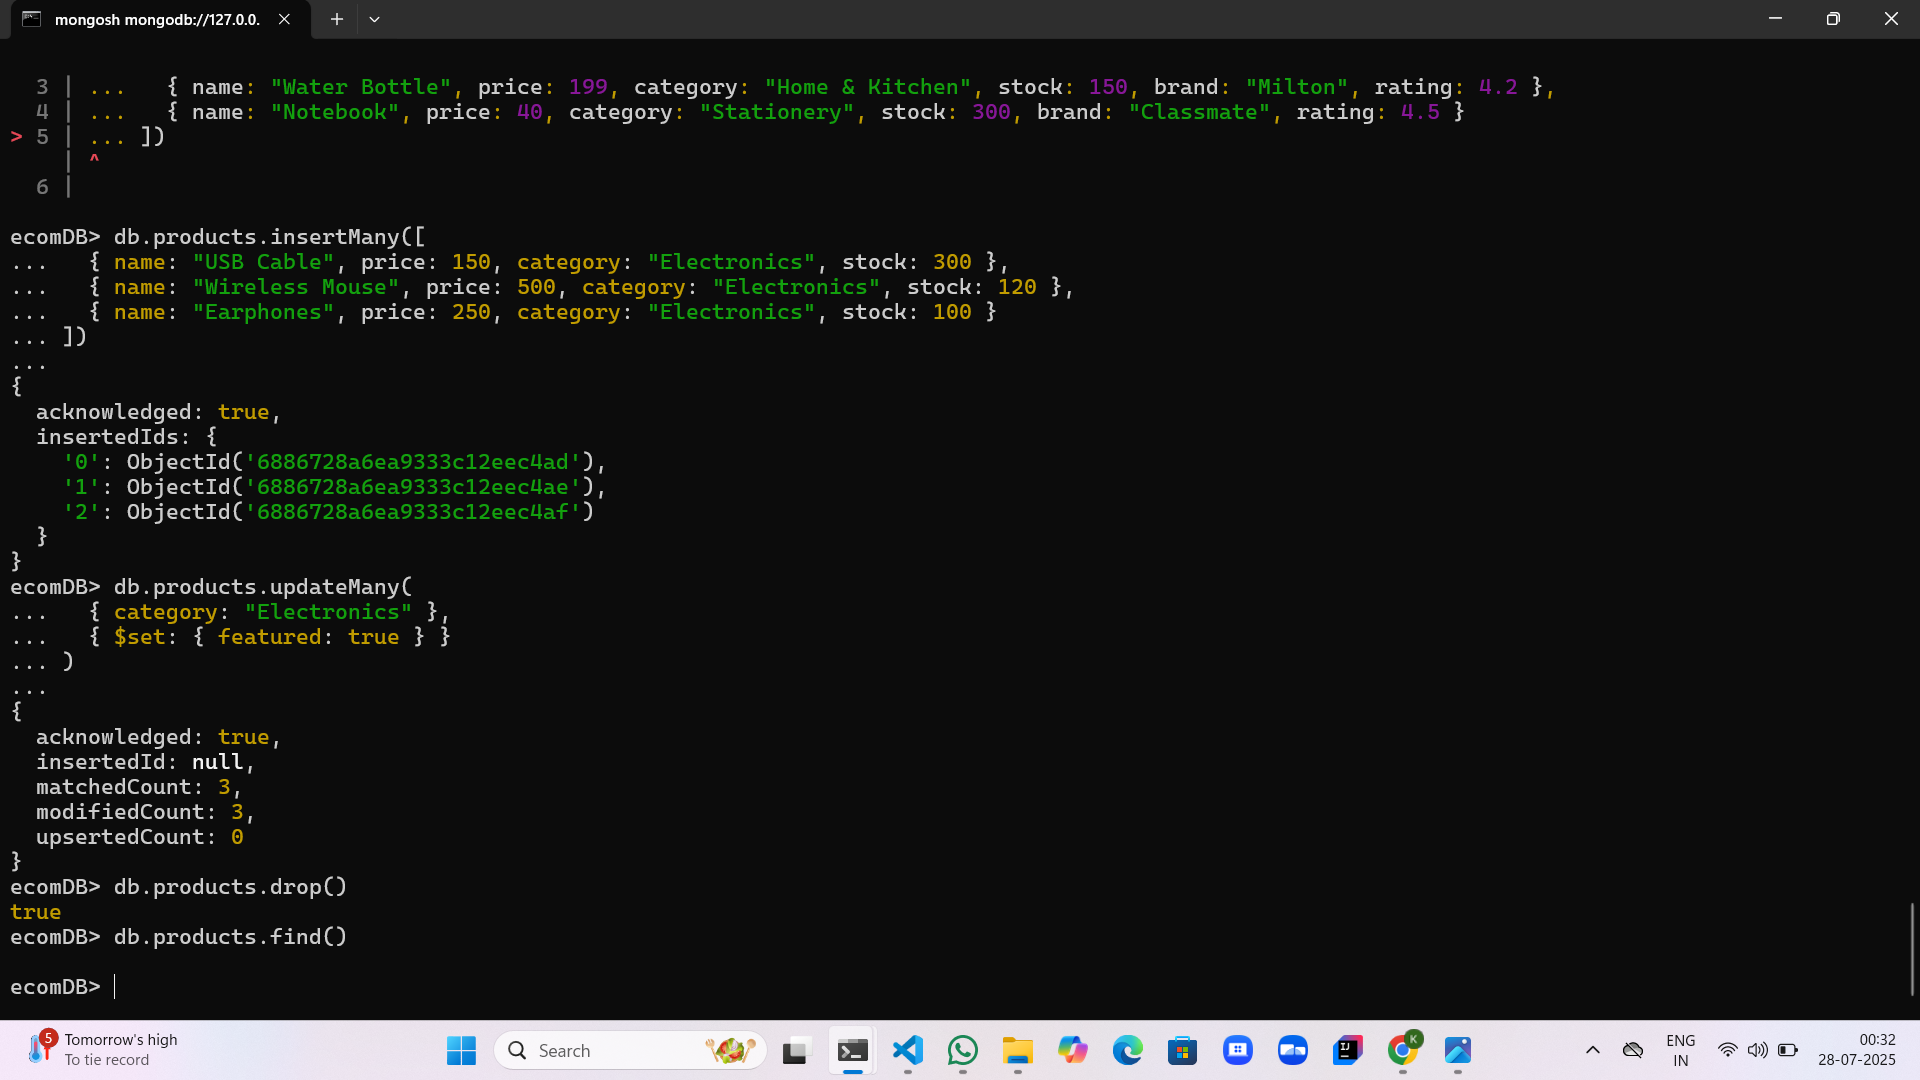 mongosh mongodb://127.0.0.
3 | ...   { name: "Water Bottle", price: 199, category: "Home & Kitchen", stock: 150, brand: "Milton", rating: 4.2 },
4 | ...   { name: "Notebook", price: 40, category: "Stationery", stock: 300, brand: "Classmate", rating: 4.5 }
> 5 | ... ])
| ^
6 |
ecomDB> db.products.insertMany([
...   { name: "USB Cable", price: 150, category: "Electronics", stock: 300 },
...   { name: "Wireless Mouse", price: 500, category: "Electronics", stock: 120 },
...   { name: "Earphones", price: 250, category: "Electronics", stock: 100 }
... ])
...
{
  acknowledged: true,
  insertedIds: {
    '0': ObjectId('6886728a6ea9333c12eec4ad'),
    '1': ObjectId('6886728a6ea9333c12eec4ae'),
    '2': ObjectId('6886728a6ea9333c12eec4af')
  }
}
ecomDB> db.products.updateMany(
...   { category: "Electronics" },
...   { $set: { featured: true } }
... )
...
{
  acknowledged: true,
  insertedId: null,
  matchedCount: 3,
  modifiedCount: 3,
  upsertedCount: 0
}
ecomDB> db.products.drop()
true
ecomDB> db.products.find()
ecomDB>
5
Tomorrow's high
To tie record
Search
IJ
K
ENG
IN
00:32
28-07-2025